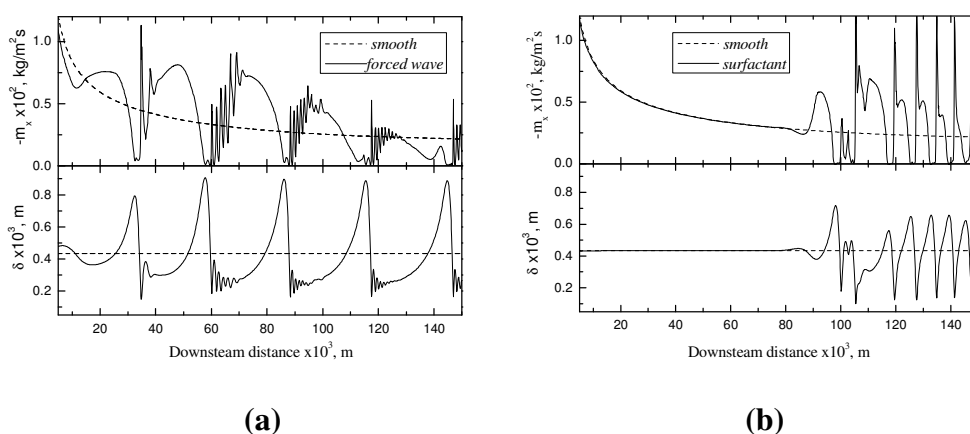 1.0
0.5
0.0
-m_x x10², kg/m²s
smooth
forced wave
0.8
0.6
0.4
0.2
δ x10³, m
20 40 60 80 100 120 140
Downsteam distance x10³, m
(a)
1.0
0.5
0.0
-m_x x10², kg/m²s
smooth
surfactant
0.8
0.6
0.4
0.2
δ x10³, m
20 40 60 80 100 120 140
Downsteam distance x10³, m
(b)